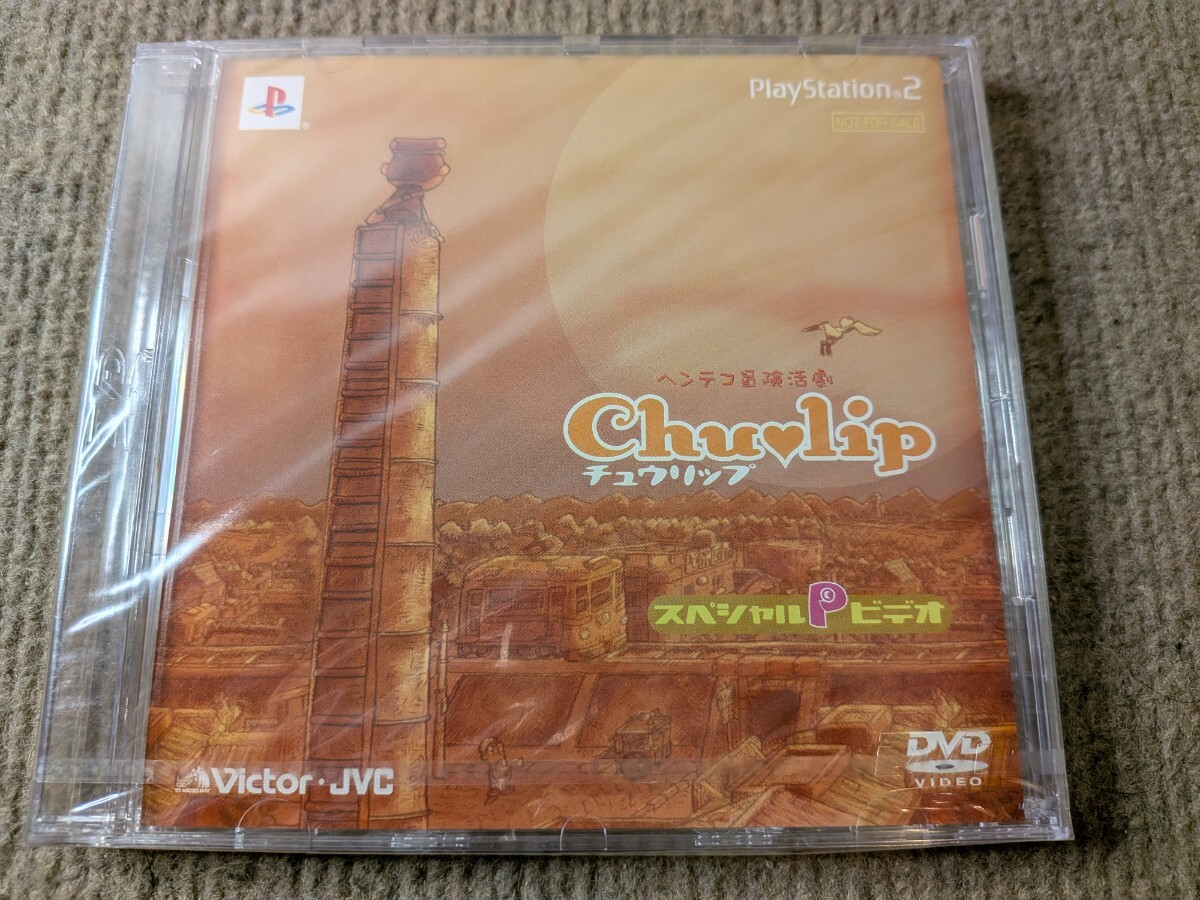 PlayStation®2
NOT FOR SALE
ヘンテコ冒険活劇
Chu♥lip
チュウリップ
スペシャルPビデオ
Victor・JVC
DVD
VIDEO